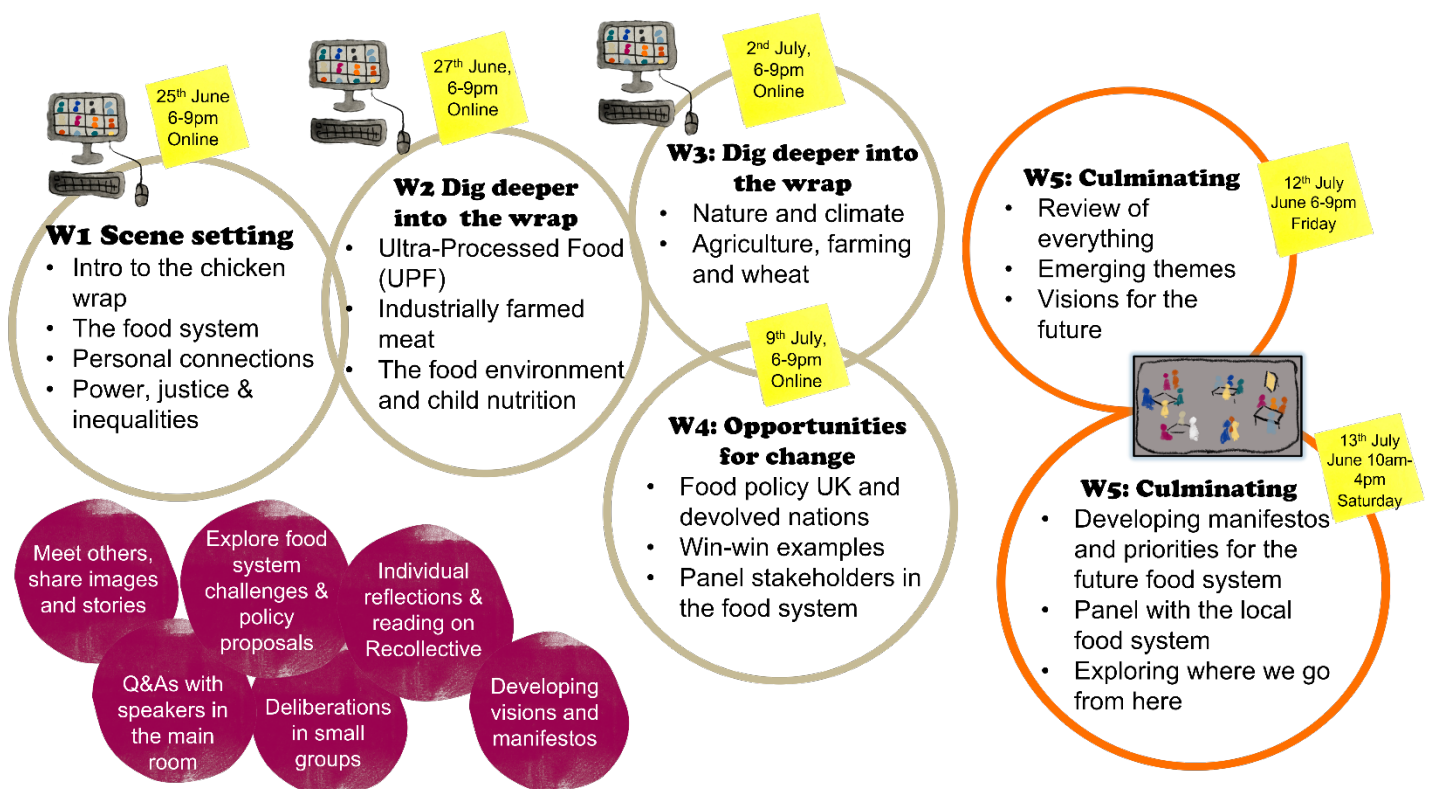 25th June
6-9pm
Online
W1 Scene setting
• Intro to the chicken
wrap
• The food system
• Personal connections
• Power, justice &
inequalities
27th June,
6-9pm
Online
W2 Dig deeper
into the wrap
• Ultra-Processed Food
(UPF)
• Industrially farmed
meat
• The food environment
and child nutrition
2nd July,
6-9pm
Online
W3: Dig deeper into
the wrap
• Nature and climate
• Agriculture, farming
and wheat
9th July,
6-9pm
Online
W4: Opportunities
for change
• Food policy UK and
devolved nations
• Win-win examples
• Panel stakeholders in
the food system
12th July
June 6-9pm
Friday
W5: Culminating
• Review of
everything
• Emerging themes
• Visions for the
future
13th July
June 10am-
4pm
Saturday
W5: Culminating
• Developing manifestos
and priorities for the
future food system
• Panel with the local
food system
• Exploring where we go
from here
Meet others,
share images
and stories
Explore food
system
challenges &
policy
proposals
Individual
reflections &
reading on
Recollective
Q&As with
speakers in
the main
room
Deliberations
in small
groups
Developing
visions and
manifestos